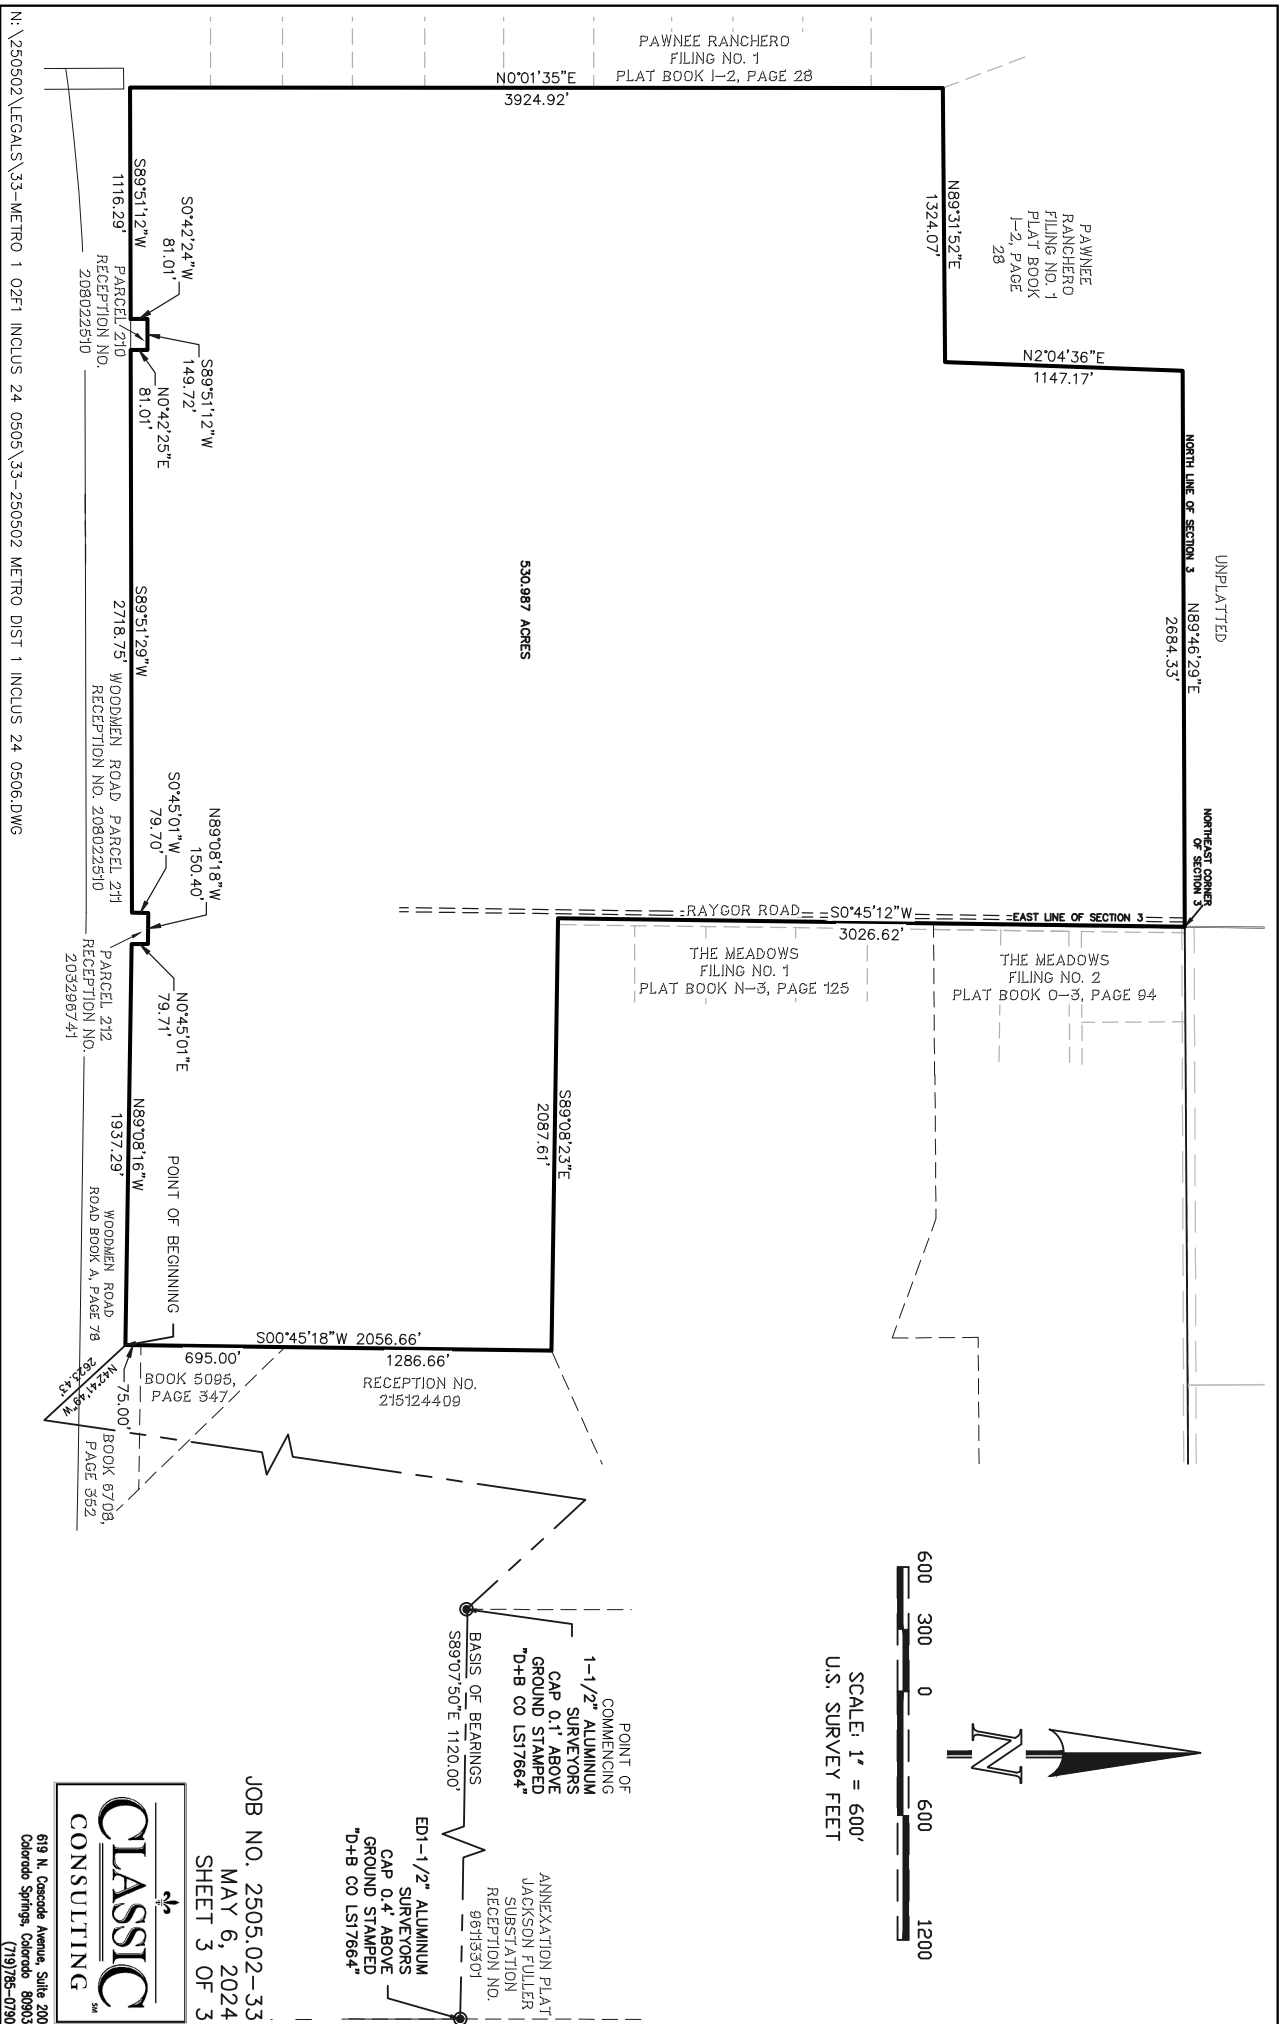 PAWNEE RANCHERO
FILING NO. 1
PLAT BOOK I-2, PAGE 28
N0°01'35"E
3924.92'
N89°31'52"E
1324.07'
PAWNEE
RANCHERO
FILING NO. 1
PLAT BOOK
I-2, PAGE
28
N2°04'36"E
1147.17'
NORTH LINE OF SECTION 3
N89°46'29"E
2684.33'
UNPLATTED
NORTHEAST CORNER
OF SECTION 3
S89°51'12"W
1116.29'
S0°42'24"W
81.01'
PARCEL 210
RECEPTION NO.
208022510
S89°51'12"W
149.72'
N0°42'25"E
81.01'
530.987 ACRES
S89°51'29"W
2718.75'
WOODMEN ROAD PARCEL 211
RECEPTION NO. 208022510
S0°45'01"W
79.70'
N89°08'18"W
150.40'
PARCEL 212
RECEPTION NO.
203296741
N0°45'01"E
79.71'
RAYGOR ROAD
S0°45'12"W
3026.62'
EAST LINE OF SECTION 3
THE MEADOWS
FILING NO. 1
PLAT BOOK N-3, PAGE 125
THE MEADOWS
FILING NO. 2
PLAT BOOK O-3, PAGE 94
S89°08'23"E
2087.61'
N89°08'16"W
1937.29'
WOODMEN ROAD
ROAD BOOK A, PAGE 78
POINT OF BEGINNING
S00°45'18"W 2056.66'
695.00'
1286.66'
BOOK 5095,
PAGE 347
RECEPTION NO.
215124409
75.00'
N42°41'49"W
2623.43'
BOOK 6708,
PAGE 352
POINT OF
COMMENCING
1-1/2" ALUMINUM
SURVEYORS
CAP 0.1' ABOVE
GROUND STAMPED
"D+B CO LS17664"
BASIS OF BEARINGS
S89°07'50"E 1120.00'
ED1-1/2" ALUMINUM
SURVEYORS
CAP 0.4' ABOVE
GROUND STAMPED
"D+B CO LS17664"
ANNEXATION PLAT
JACKSON FULLER
SUBSTATION
RECEPTION NO.
96113301
600 300 0 600 1200
SCALE: 1" = 600'
U.S. SURVEY FEET
N
JOB NO. 2505.02-33
MAY 6, 2024
SHEET 3 OF 3
CLASSIC
CONSULTING
SM
619 N. Cascade Avenue, Suite 200
Colorado Springs, Colorado 80903
(719)785-0790
N:\250502\LEGALS\33-METRO 1 02F1 INCLUS 24 0505\33-250502 METRO DIST 1 INCLUS 24 0506.DWG